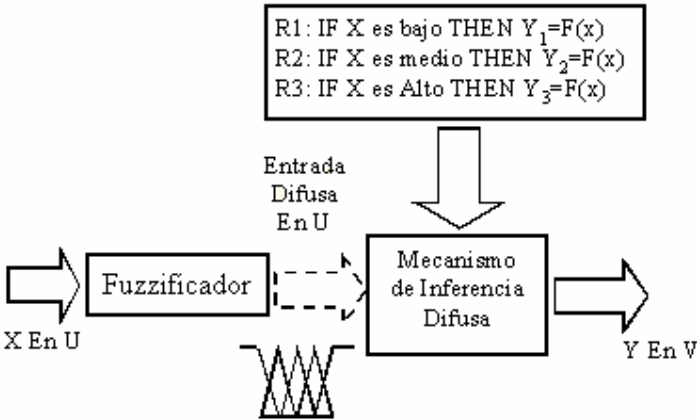 R1: IF X es bajo THEN Y1=F(x)
R2: IF X es medio THEN Y2=F(x)
R3: IF X es Alto THEN Y3=F(x)
Entrada
Difusa
En U
Fuzzificador
Mecanismo
de Inferencia
Difusa
X En U
Y En V